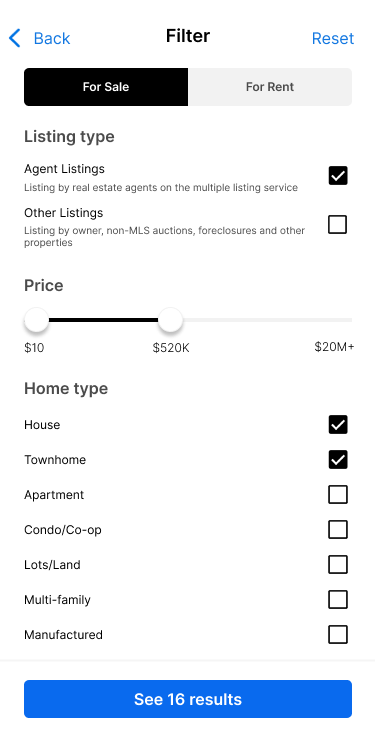 Back
Filter
Reset
For Sale
For Rent
Listing type
Agent Listings
Listing by real estate agents on the multiple listing service
Other Listings
Listing by owner, non-MLS auctions, foreclosures and other
properties
Price
$10
$520K
$20M+
Home type
House
Townhome
Apartment
Condo/Co-op
Lots/Land
Multi-family
Manufactured
See 16 results